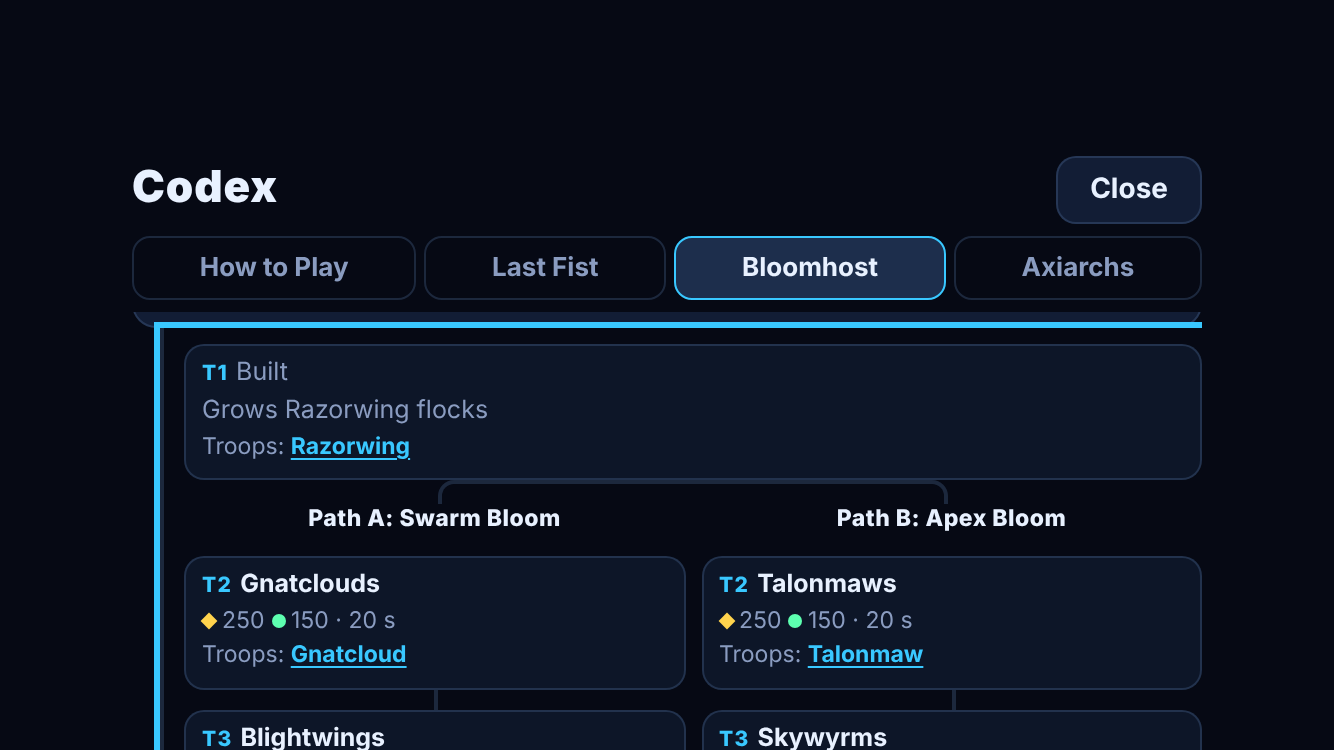 Codex
Close
How to Play
Last Fist
Bloomhost
Axiarchs
T1 Built
Grows Razorwing flocks
Troops: Razorwing
Path A: Swarm Bloom
Path B: Apex Bloom
T2 Gnatclouds
250 150 · 20 s
Troops: Gnatcloud
T2 Talonmaws
250 150 · 20 s
Troops: Talonmaw
T3 Blightwings
T3 Skywyrms